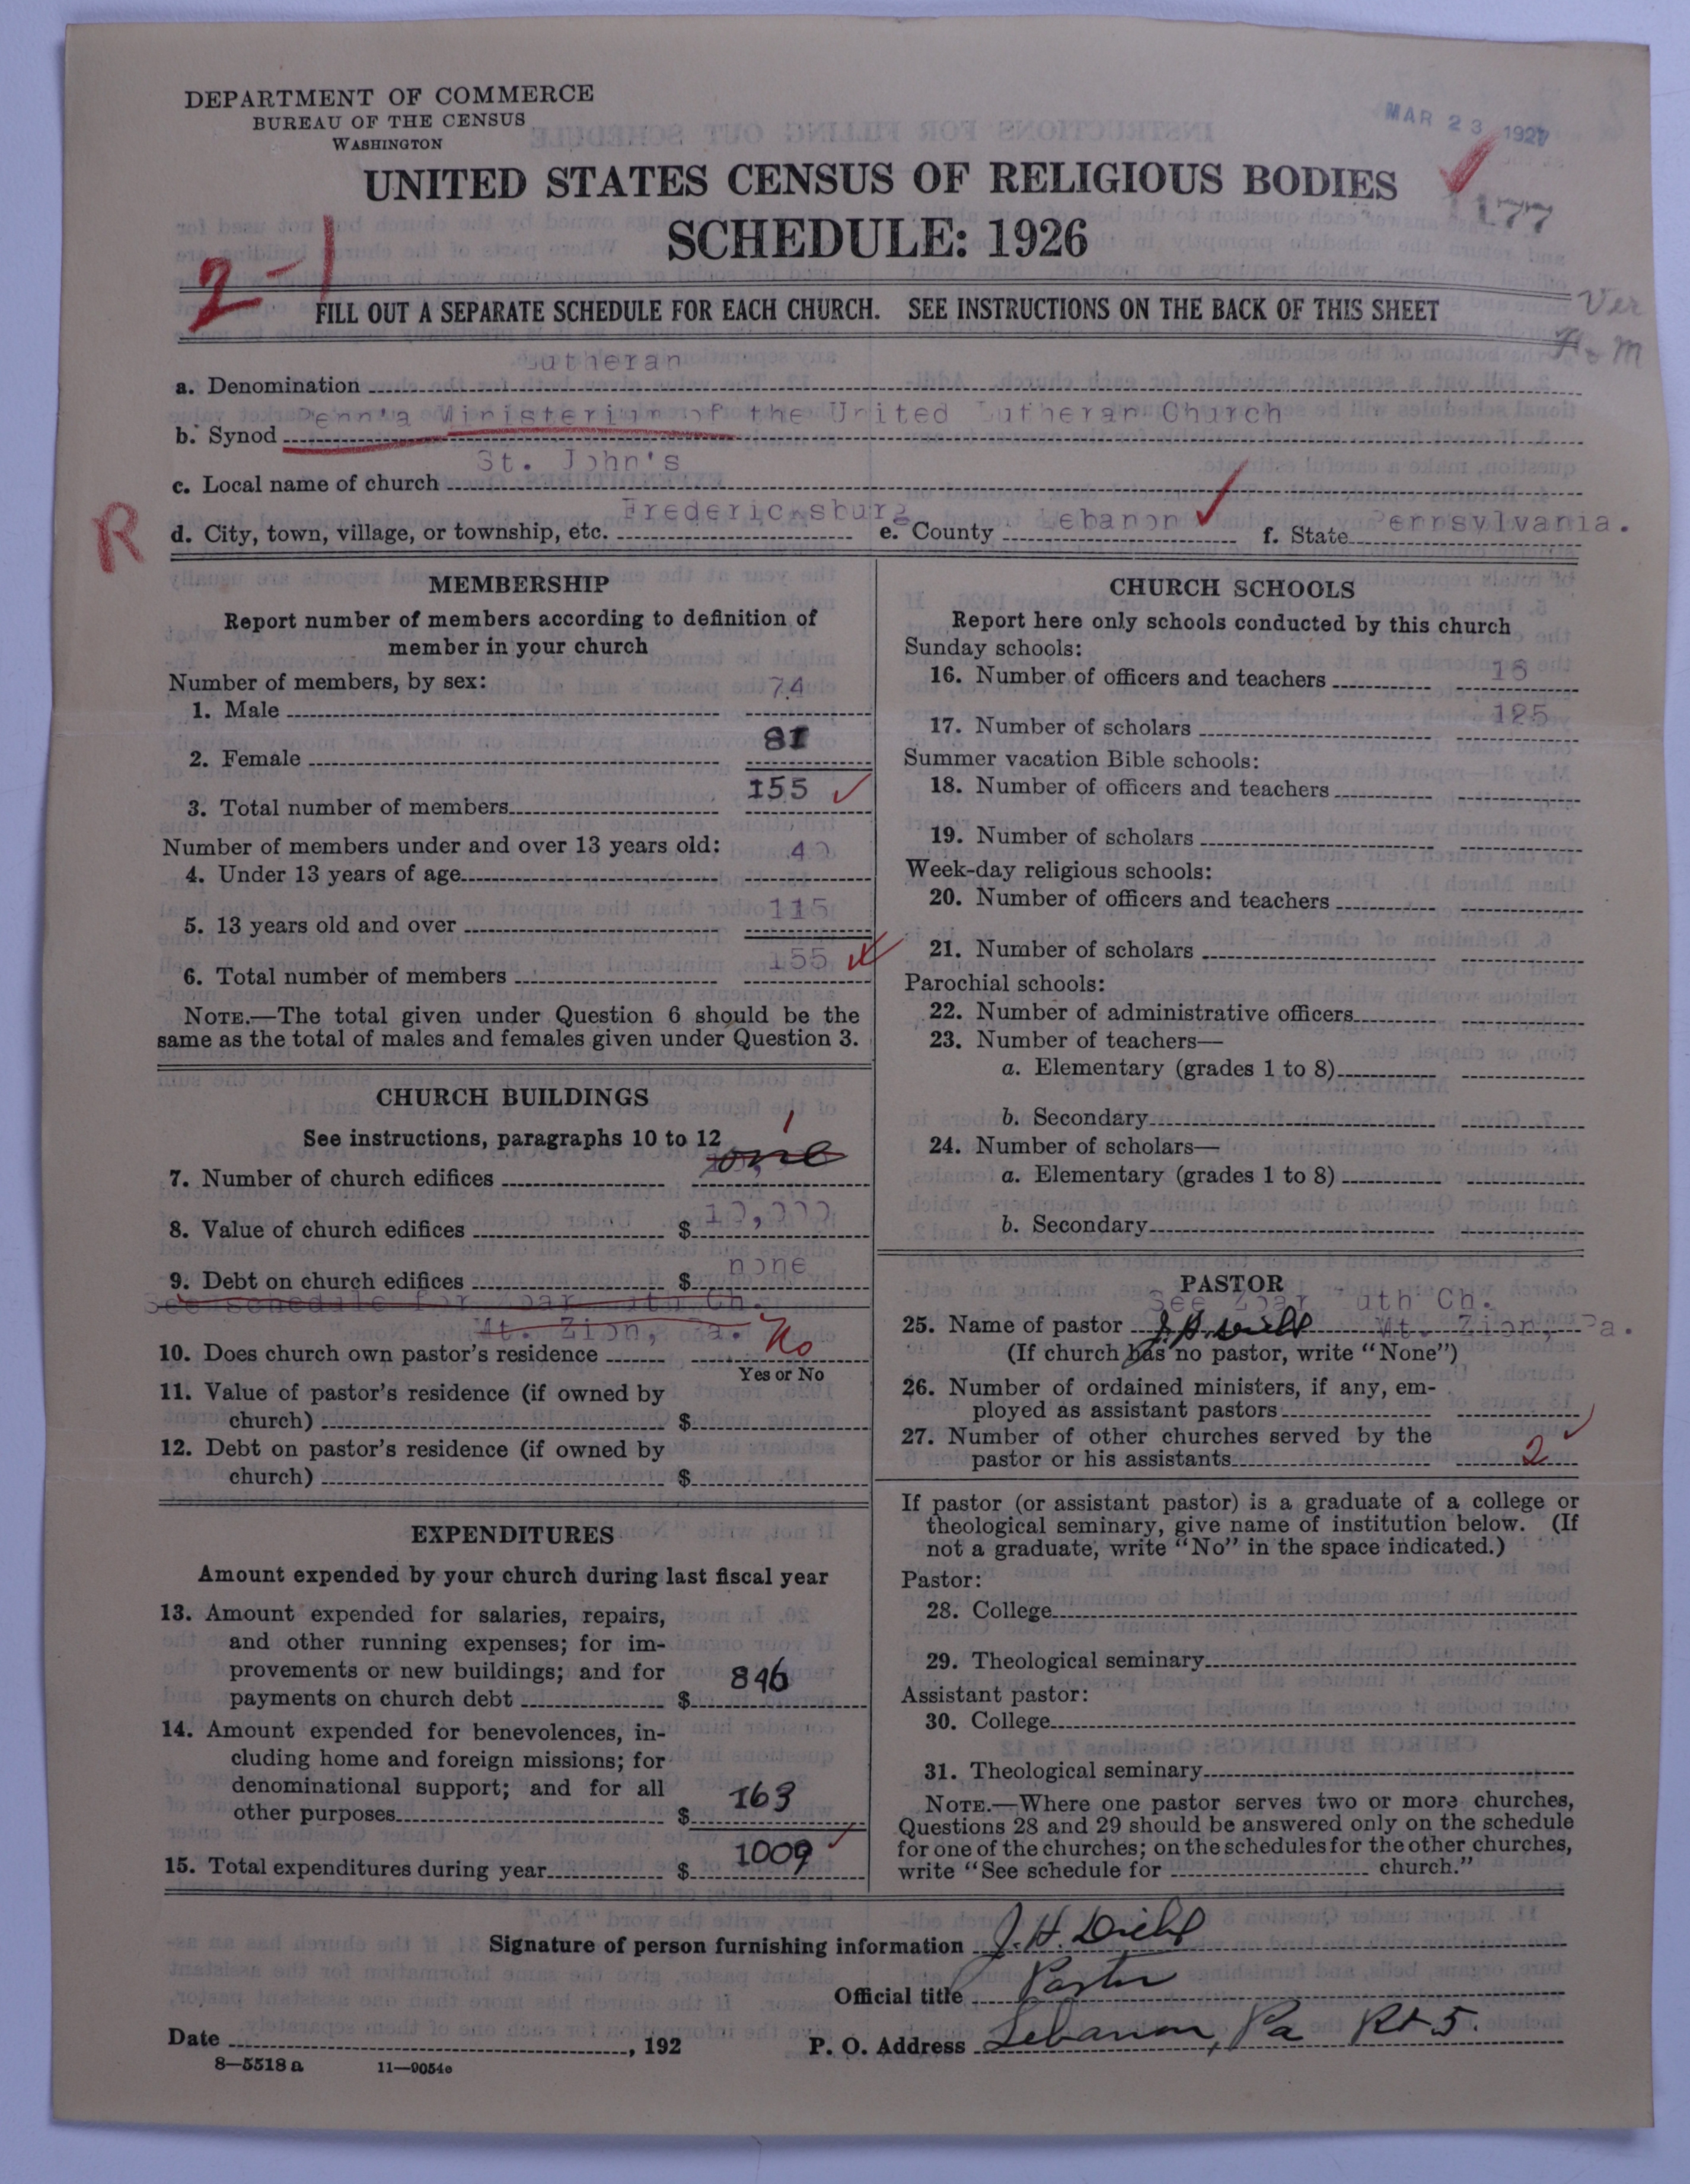 DEPARTMENT OF COMMERCE
BUREAU OF THE CENSUS
WASHINGTON
MAR 23 1927
UNITED STATES CENSUS OF RELIGIOUS BODIES
SCHEDULE: 1926
1177
2-1
FILL OUT A SEPARATE SCHEDULE FOR EACH CHURCH. SEE INSTRUCTIONS ON THE BACK OF THIS SHEET
Ver
H & M
a. Denomination Lutheran
b. Synod Penn'a Ministerium of the United Lutheran Church
c. Local name of church St. John's
R
d. City, town, village, or township, etc. Fredericksburg e. County Lebanon f. State Pennsylvania.
MEMBERSHIP
Report number of members according to definition of
member in your church
Number of members, by sex:
1. Male 74
2. Female 81
3. Total number of members 155
Number of members under and over 13 years old:
4. Under 13 years of age 40
5. 13 years old and over 115
6. Total number of members 155
NOTE.—The total given under Question 6 should be the
same as the total of males and females given under Question 3.
CHURCH BUILDINGS
See instructions, paragraphs 10 to 12
7. Number of church edifices one 1
8. Value of church edifices $ 10,000
9. Debt on church edifices $ none
See schedule for Zoar Luth Ch.
Mt. Zion, Pa.
10. Does church own pastor's residence No
Yes or No
11. Value of pastor's residence (if owned by
church) $
12. Debt on pastor's residence (if owned by
church) $
EXPENDITURES
Amount expended by your church during last fiscal year
13. Amount expended for salaries, repairs,
and other running expenses; for im-
provements or new buildings; and for
payments on church debt $ 846
14. Amount expended for benevolences, in-
cluding home and foreign missions; for
denominational support; and for all
other purposes $ 163
15. Total expenditures during year $ 1009
CHURCH SCHOOLS
Report here only schools conducted by this church
Sunday schools:
16. Number of officers and teachers 16
17. Number of scholars 125
Summer vacation Bible schools:
18. Number of officers and teachers
19. Number of scholars
Week-day religious schools:
20. Number of officers and teachers
21. Number of scholars
Parochial schools:
22. Number of administrative officers
23. Number of teachers—
a. Elementary (grades 1 to 8)
b. Secondary
24. Number of scholars—
a. Elementary (grades 1 to 8)
b. Secondary
PASTOR
See Zoar Luth Ch.
25. Name of pastor J. H. Diehl Mt. Zion, Pa.
(If church has no pastor, write "None")
26. Number of ordained ministers, if any, em-
ployed as assistant pastors
27. Number of other churches served by the
pastor or his assistants 2
If pastor (or assistant pastor) is a graduate of a college or
theological seminary, give name of institution below. (If
not a graduate, write "No" in the space indicated.)
Pastor:
28. College
29. Theological seminary
Assistant pastor:
30. College
31. Theological seminary
NOTE.—Where one pastor serves two or more churches,
Questions 28 and 29 should be answered only on the schedule
for one of the churches; on the schedules for the other churches,
write "See schedule for church."
Signature of person furnishing information J. H. Diehl
Official title Pastor
Date , 192 P. O. Address Lebanon, Pa Rt 5.
8—5518 a 11—9054c